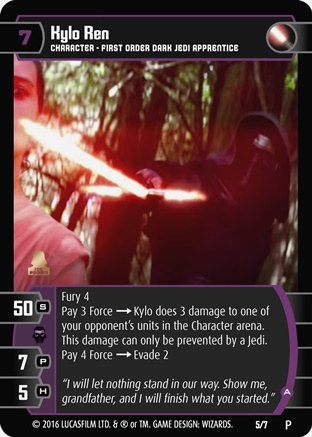 7
Kylo Ren
CHARACTER - FIRST ORDER DARK JEDI APPRENTICE
50 S
Fury 4
Pay 3 Force → Kylo does 3 damage to one of
your opponent's units in the Character arena.
This damage can only be prevented by a Jedi.
7 P
Pay 4 Force → Evade 2
5 H
"I will let nothing stand in our way. Show me,
grandfather, and I will finish what you started."
A
© 2016 LUCASFILM LTD. & ® or TM. GAME DESIGN: WIZARDS.
5/7
P